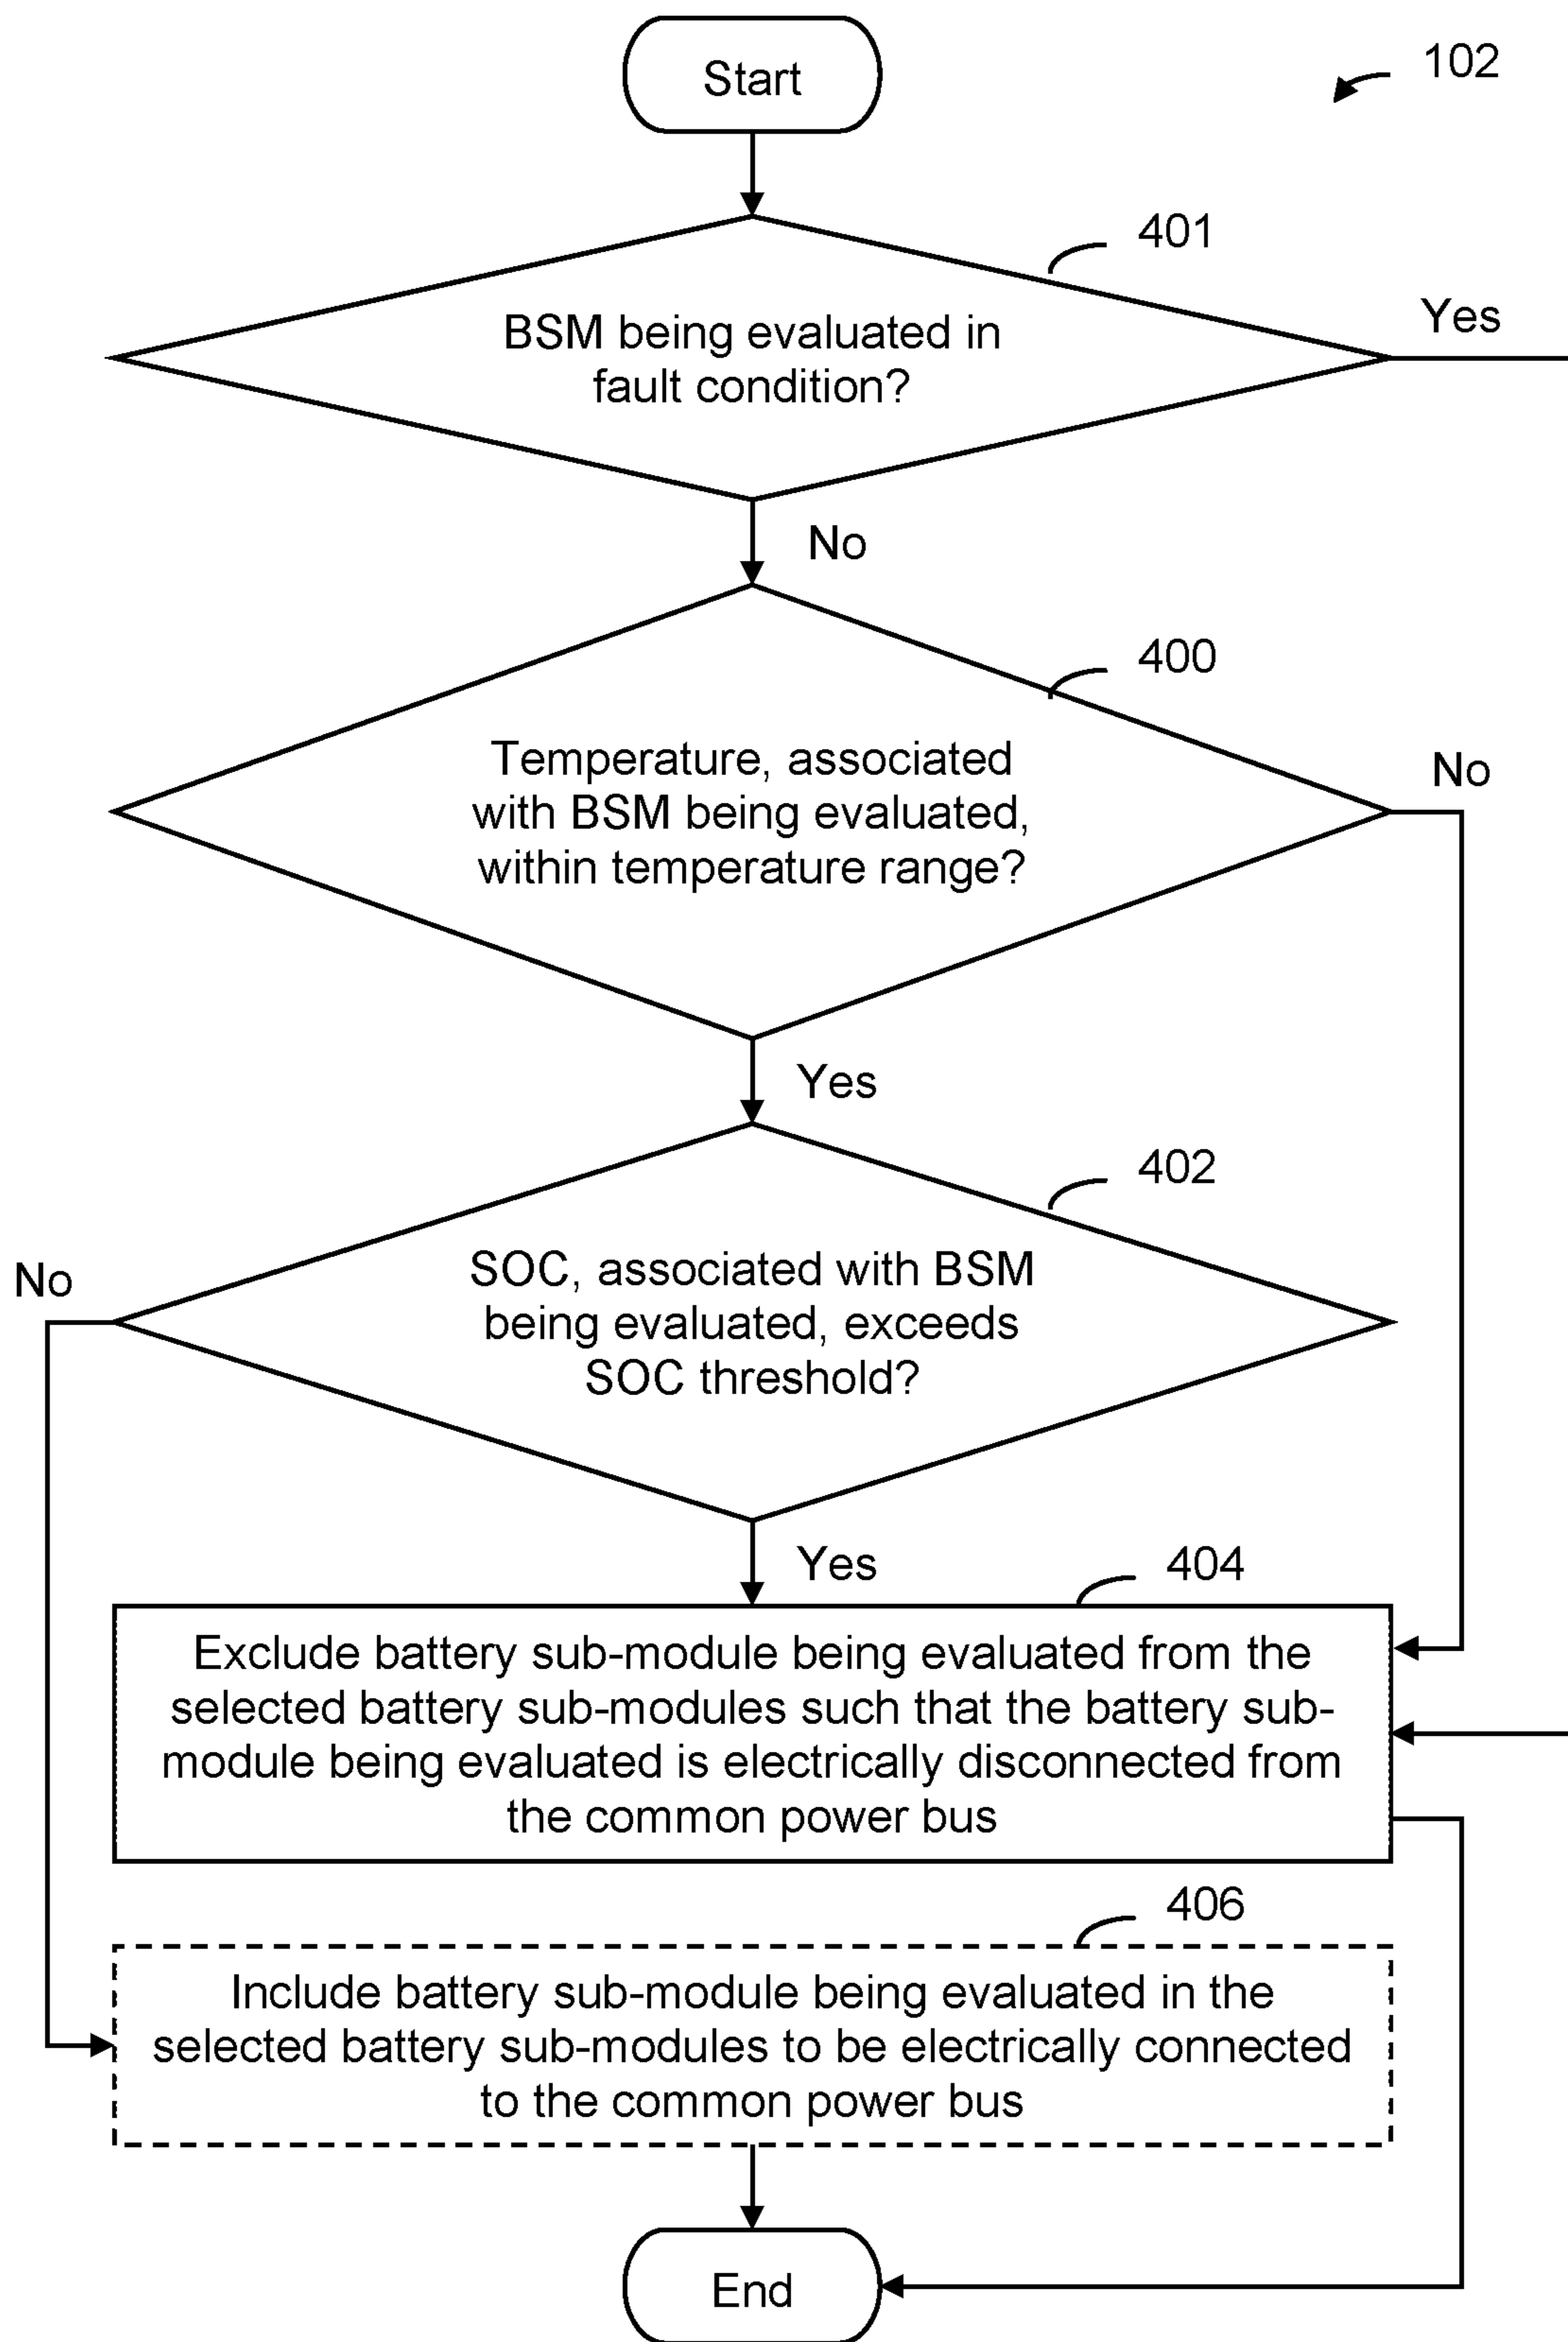 Start
102
401
BSM being evaluated in
fault condition?
Yes
No
400
Temperature, associated
with BSM being evaluated,
within temperature range?
No
Yes
402
SOC, associated with BSM
being evaluated, exceeds
SOC threshold?
No
Yes
404
Exclude battery sub-module being evaluated from the
selected battery sub-modules such that the battery sub-
module being evaluated is electrically disconnected from
the common power bus
406
Include battery sub-module being evaluated in the
selected battery sub-modules to be electrically connected
to the common power bus
End